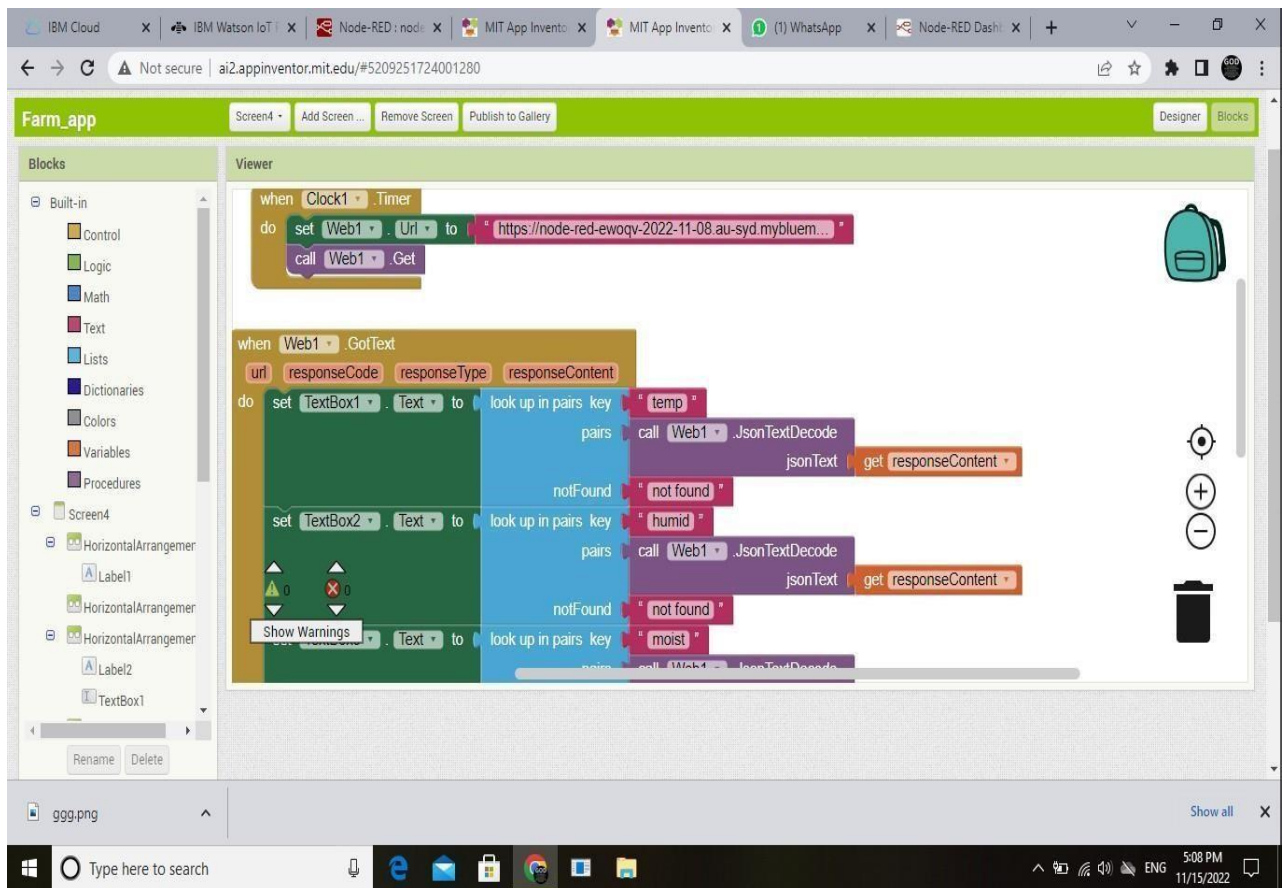 IBM Cloud
IBM Watson IoT
Node-RED : node
MIT App Invento
MIT App Invento
(1) WhatsApp
Node-RED Dash
Not secure | ai2.appinventor.mit.edu/#5209251724001280
Farm_app
Screen4
Add Screen ...
Remove Screen
Publish to Gallery
Designer
Blocks
Blocks
Viewer
Built-in
Control
Logic
Math
Text
Lists
Dictionaries
Colors
Variables
Procedures
Screen4
HorizontalArrangemer
Label1
HorizontalArrangemer
HorizontalArrangemer
Label2
TextBox1
Rename
Delete
when Clock1 .Timer
do set Web1 . Url to " https://node-red-ewoqv-2022-11-08.au-syd.mybluem... "
call Web1 .Get
when Web1 .GotText
url responseCode responseType responseContent
do set TextBox1 . Text to look up in pairs key " temp "
pairs call Web1 .JsonTextDecode
jsonText get responseContent
notFound " not found "
set TextBox2 . Text to look up in pairs key " humid "
pairs call Web1 .JsonTextDecode
jsonText get responseContent
0 0
notFound " not found "
Show Warnings
. Text to look up in pairs key " moist "
pairs call Web1 .JsonTextDecode
ggg.png
Show all
Type here to search
ENG
5:08 PM
11/15/2022